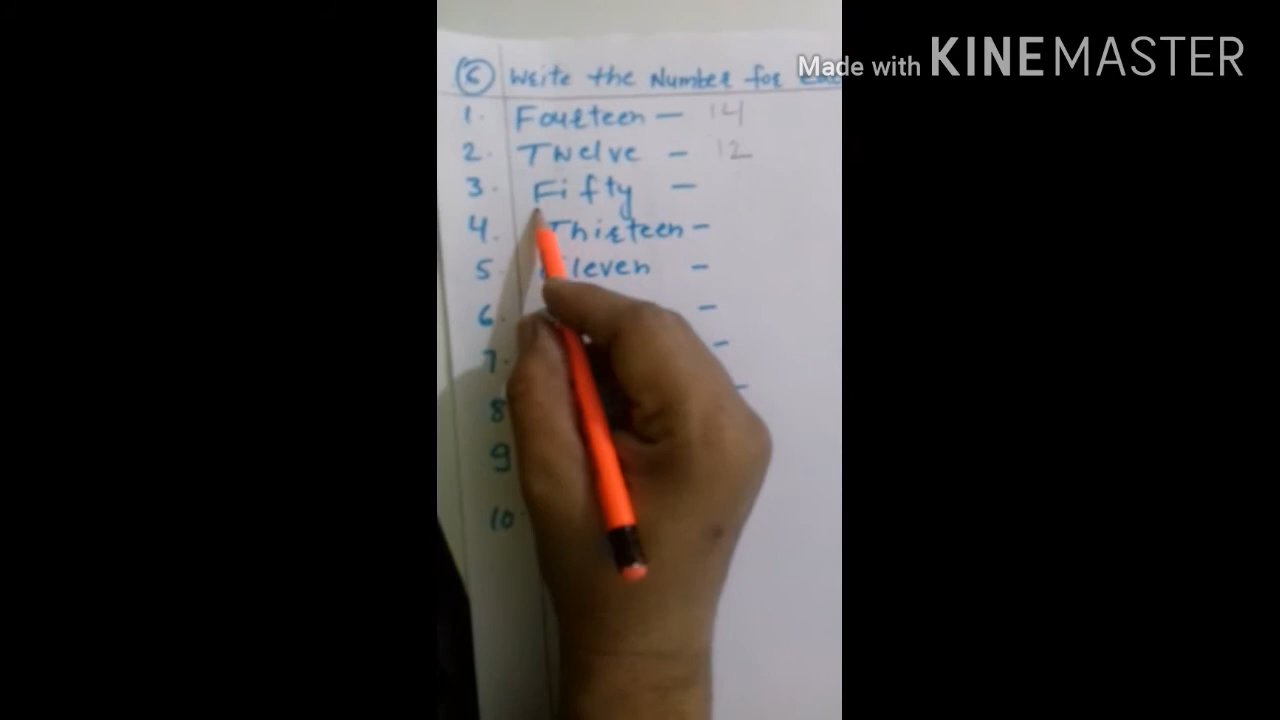 Made with KINEMASTER
6 Write the Number for
1. Fourteen — 14
2. Twelve - 12
3. Fifty -
4. Thirteen -
5. Eleven -
6. -
7. -
8 -
9
10.